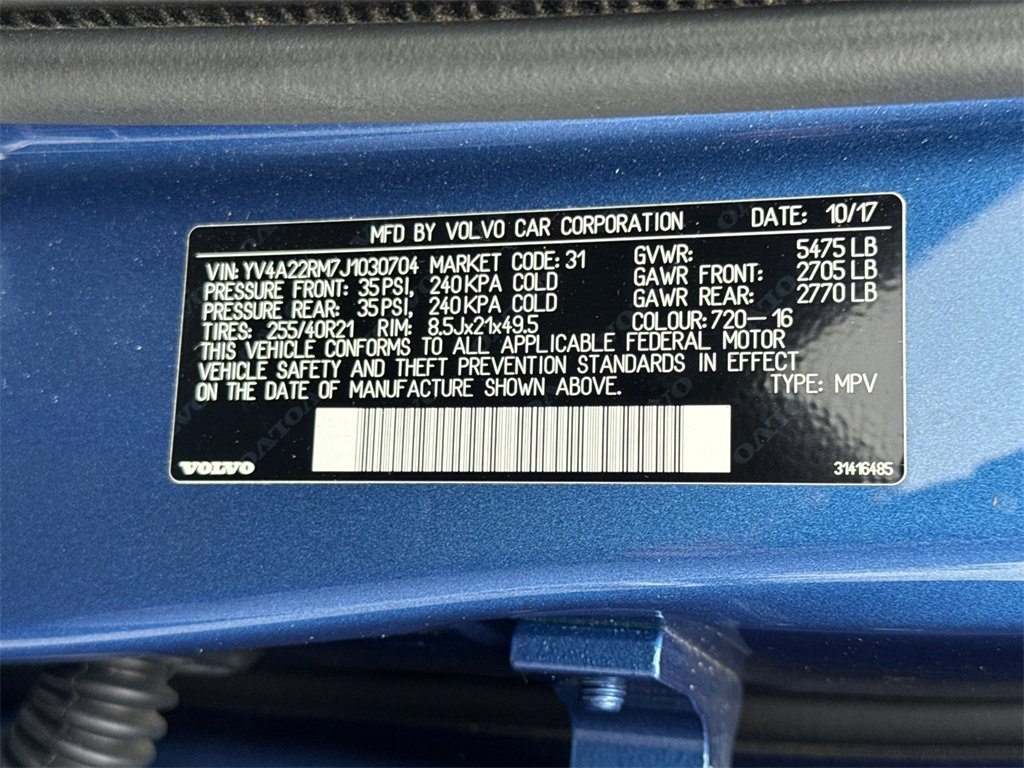 MFD BY VOLVO CAR CORPORATION DATE: 10/17
VIN: YV4A22RM7J1030704 MARKET CODE: 31 GVWR: 5475 LB
PRESSURE FRONT: 35 PSI, 240 KPA COLD GAWR FRONT: 2705 LB
PRESSURE REAR: 35 PSI, 240 KPA COLD GAWR REAR: 2770 LB
TIRES: 255/40R21 RIM: 8.5Jx21x49.5 COLOUR: 720-16
THIS VEHICLE CONFORMS TO ALL APPLICABLE FEDERAL MOTOR
VEHICLE SAFETY AND THEFT PREVENTION STANDARDS IN EFFECT
ON THE DATE OF MANUFACTURE SHOWN ABOVE. TYPE: MPV
VOLVO 31416485